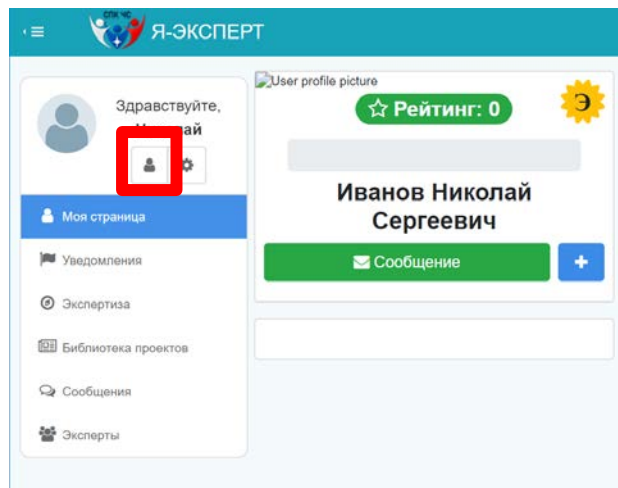 СПК ЧС
Я-ЭКСПЕРТ
Здравствуйте,
User profile picture
Рейтинг: 0
Э
Иванов Николай
Сергеевич
Сообщение
Моя страница
Уведомления
Экспертиза
Библиотека проектов
Сообщения
Эксперты